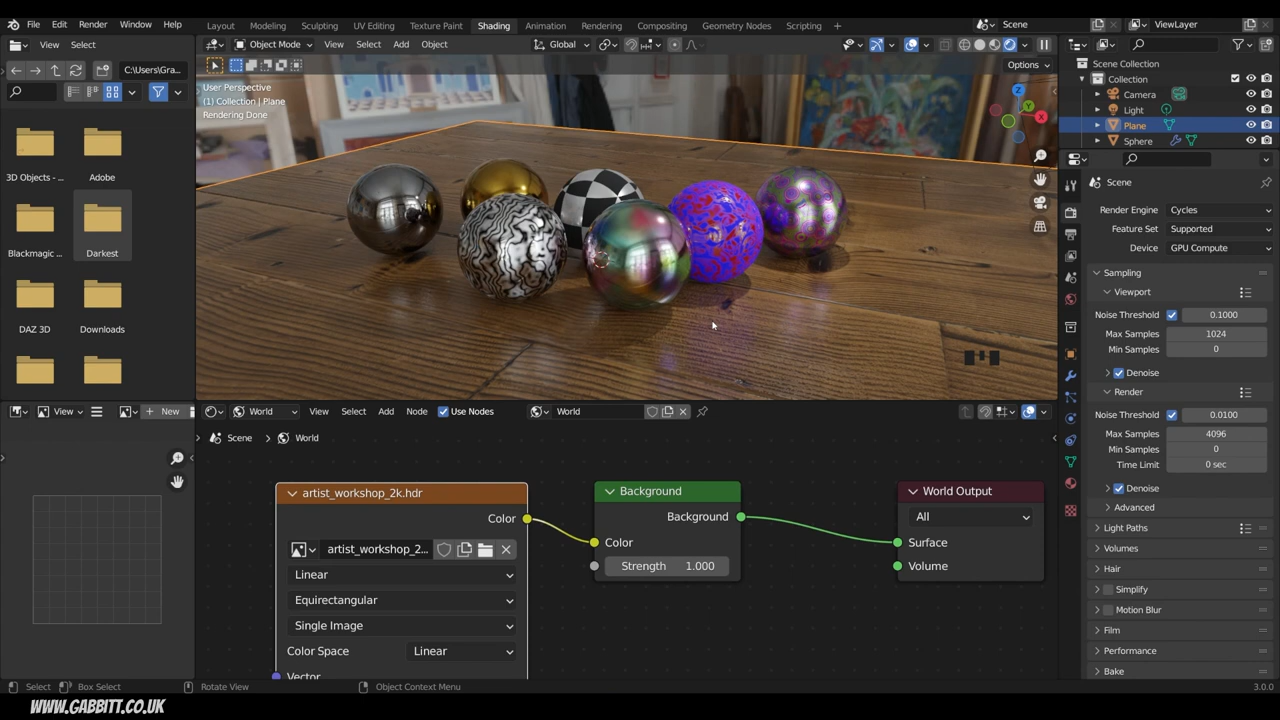 File Edit Render Window Help Layout Modeling Sculpting UV Editing Texture Paint Shading Animation Rendering Compositing Geometry Nodes Scripting + Scene ViewLayer
View Select Object Mode View Select Add Object Global
C:\Users\Gra...
Options
User Perspective
(1) Collection | Plane
Rendering Done
3D Objects - ... Adobe
Blackmagic ... Darkest
DAZ 3D Downloads
Z
Y
X
Scene Collection
Collection
Camera
Light
Plane
Sphere
Scene
Render Engine Cycles
Feature Set Supported
Device GPU Compute
Sampling
Viewport
Noise Threshold 0.1000
Max Samples 1024
Min Samples 0
Denoise
Render
Noise Threshold 0.0100
Max Samples 4096
Min Samples 0
Time Limit 0 sec
Denoise
Advanced
Light Paths
Volumes
Hair
Simplify
Motion Blur
Film
Performance
Bake
View + New
World View Select Add Node Use Nodes World
Scene > World
artist_workshop_2k.hdr
Color
artist_workshop_2...
Linear
Equirectangular
Single Image
Color Space Linear
Vector
Background
Background
Color
Strength 1.000
World Output
All
Surface
Volume
Select Box Select Rotate View Object Context Menu 3.0.0
WWW.GABBITT.CO.UK